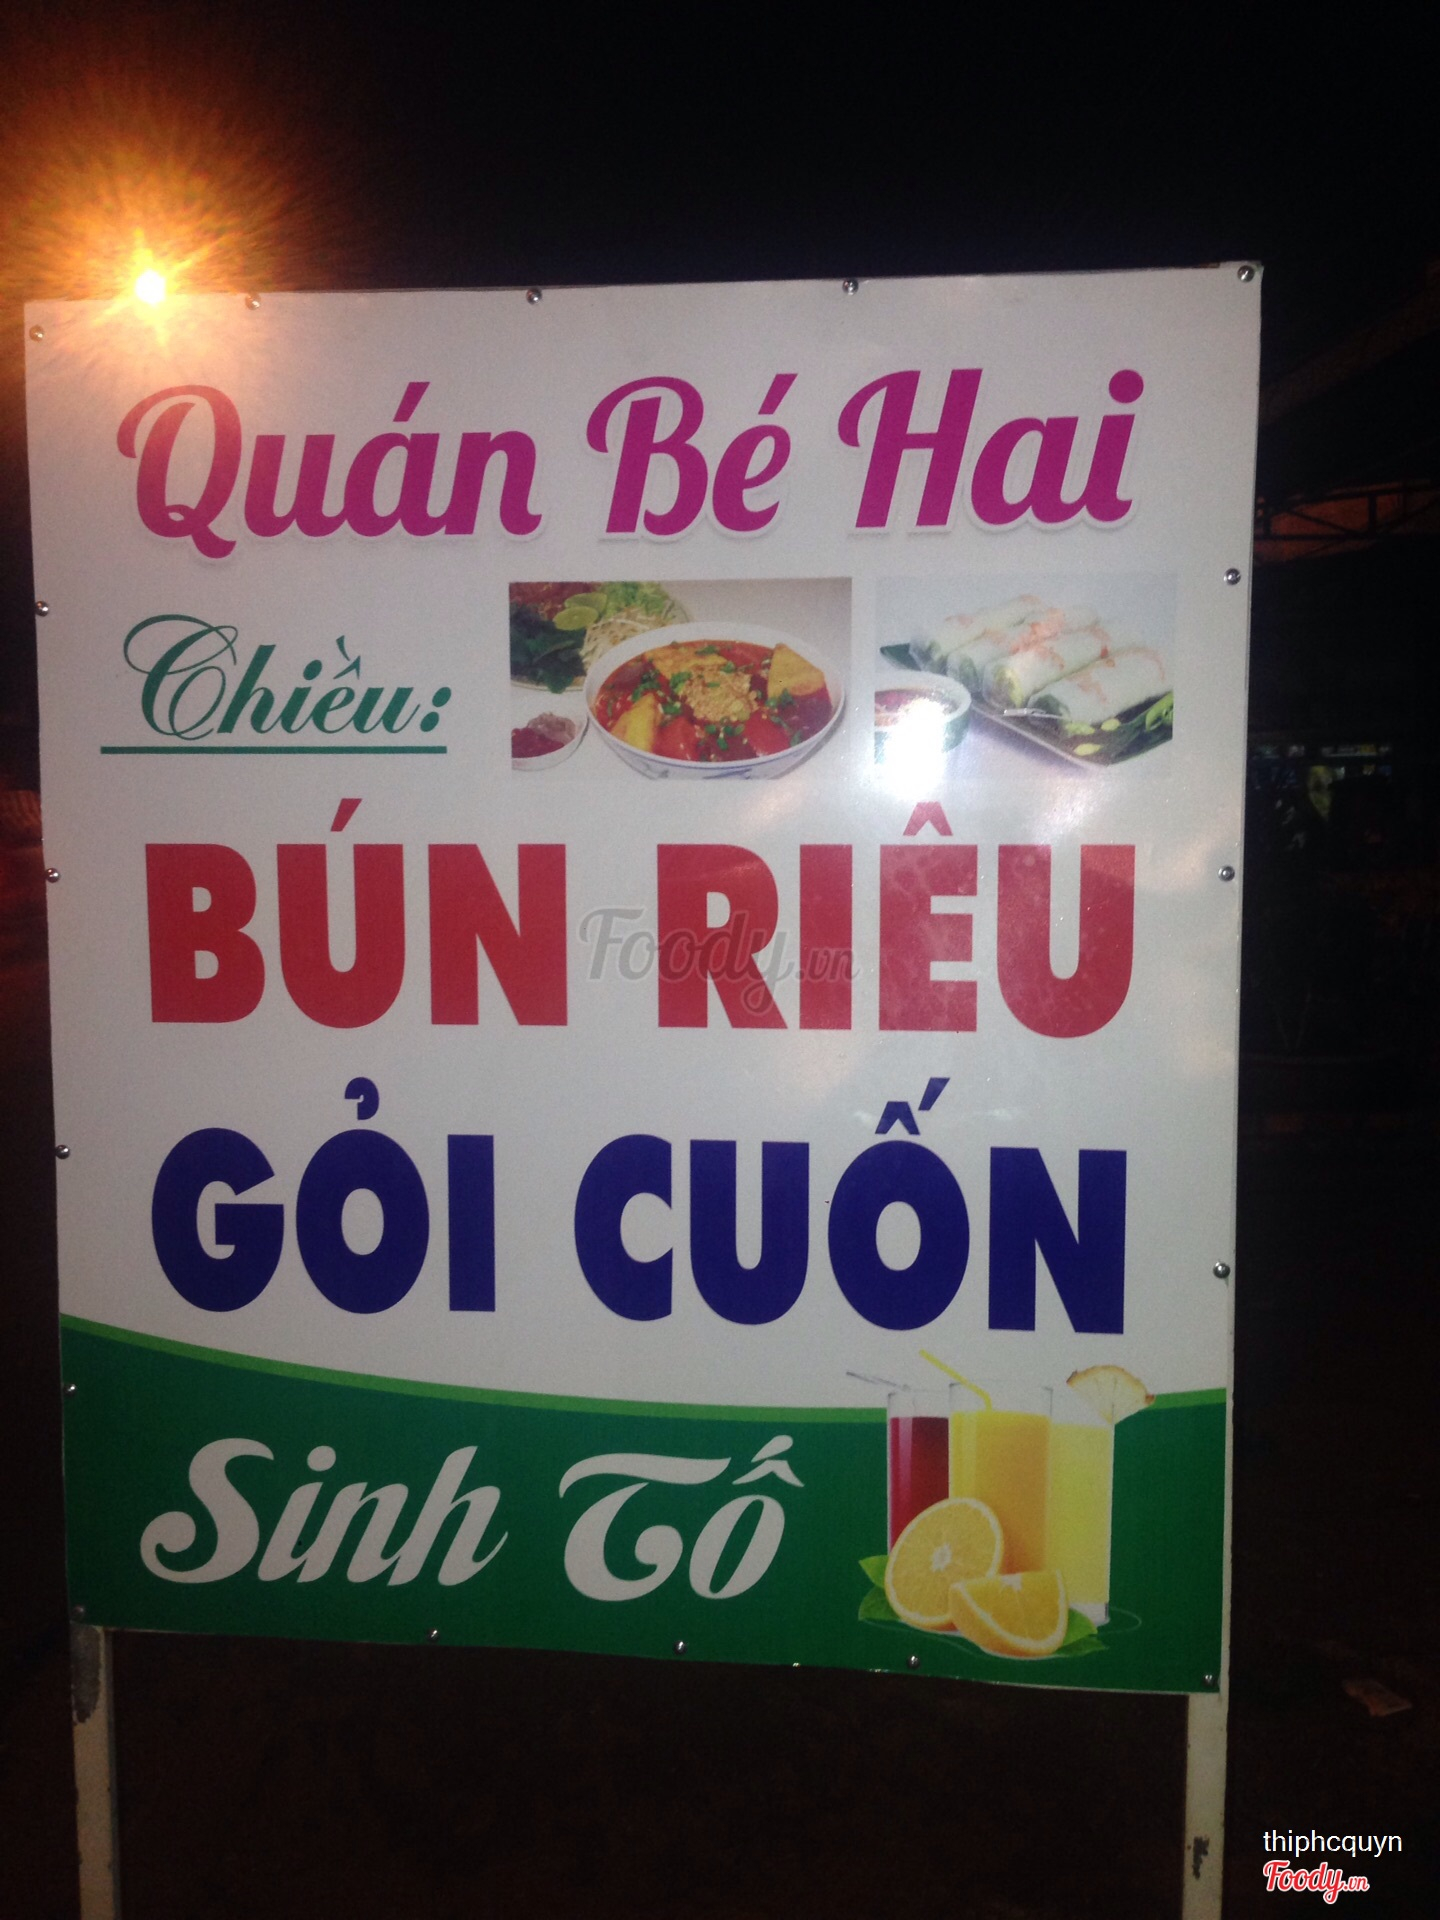 Quán Bé Hai
Chiều:
BÚN RIÊU
Foody.vn
GỎI CUỐN
Sinh Tố
thiphcquyn
Foody.vn